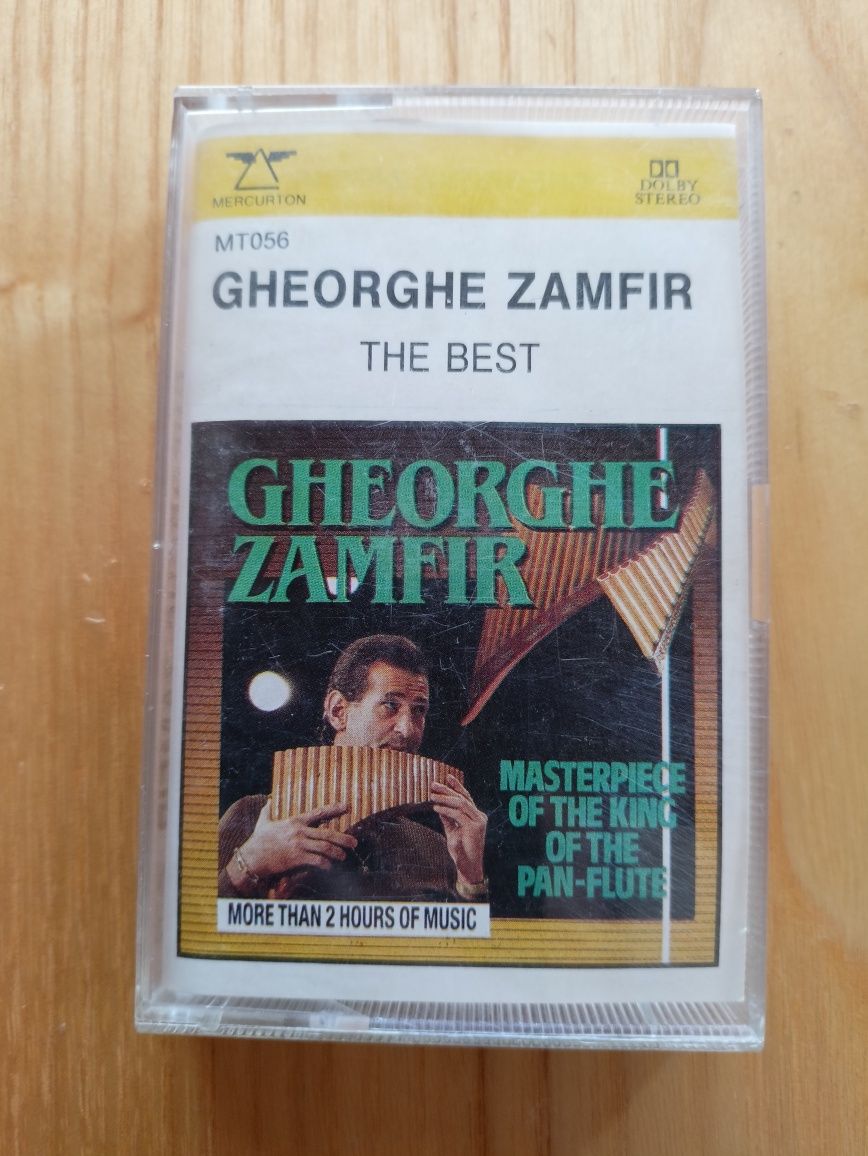 MERCURTON
DOLBY
STEREO
MT056
GHEORGHE ZAMFIR
THE BEST
GHEORGHE
ZAMFIR
MASTERPIECE
OF THE KING
OF THE
PAN-FLUTE
MORE THAN 2 HOURS OF MUSIC